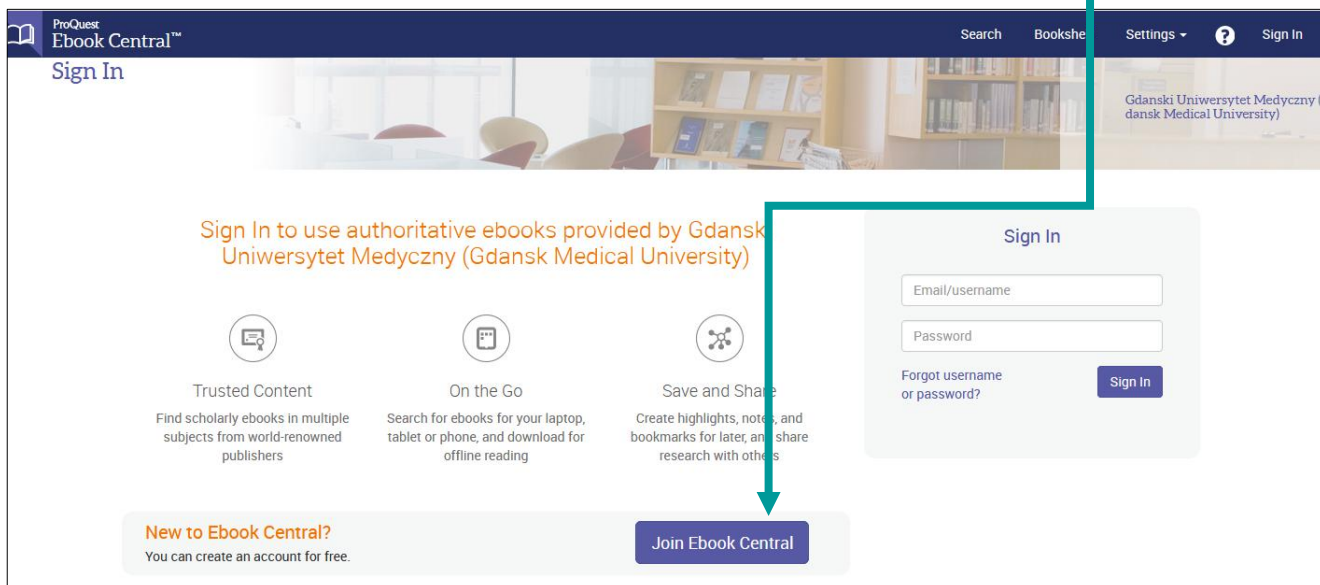 ProQuest
Ebook Central™
Search
Bookshe
Settings
?
Sign In
Sign In
Gdanski Uniwersytet Medyczny (
dansk Medical University)
Sign In to use authoritative ebooks provided by Gdansk
Uniwersytet Medyczny (Gdansk Medical University)
Trusted Content
Find scholarly ebooks in multiple
subjects from world-renowned
publishers
On the Go
Search for ebooks for your laptop,
tablet or phone, and download for
offline reading
Save and Share
Create highlights, notes, and
bookmarks for later, and share
research with others
Sign In
Email/username
Password
Forgot username
or password?
Sign In
New to Ebook Central?
You can create an account for free.
Join Ebook Central